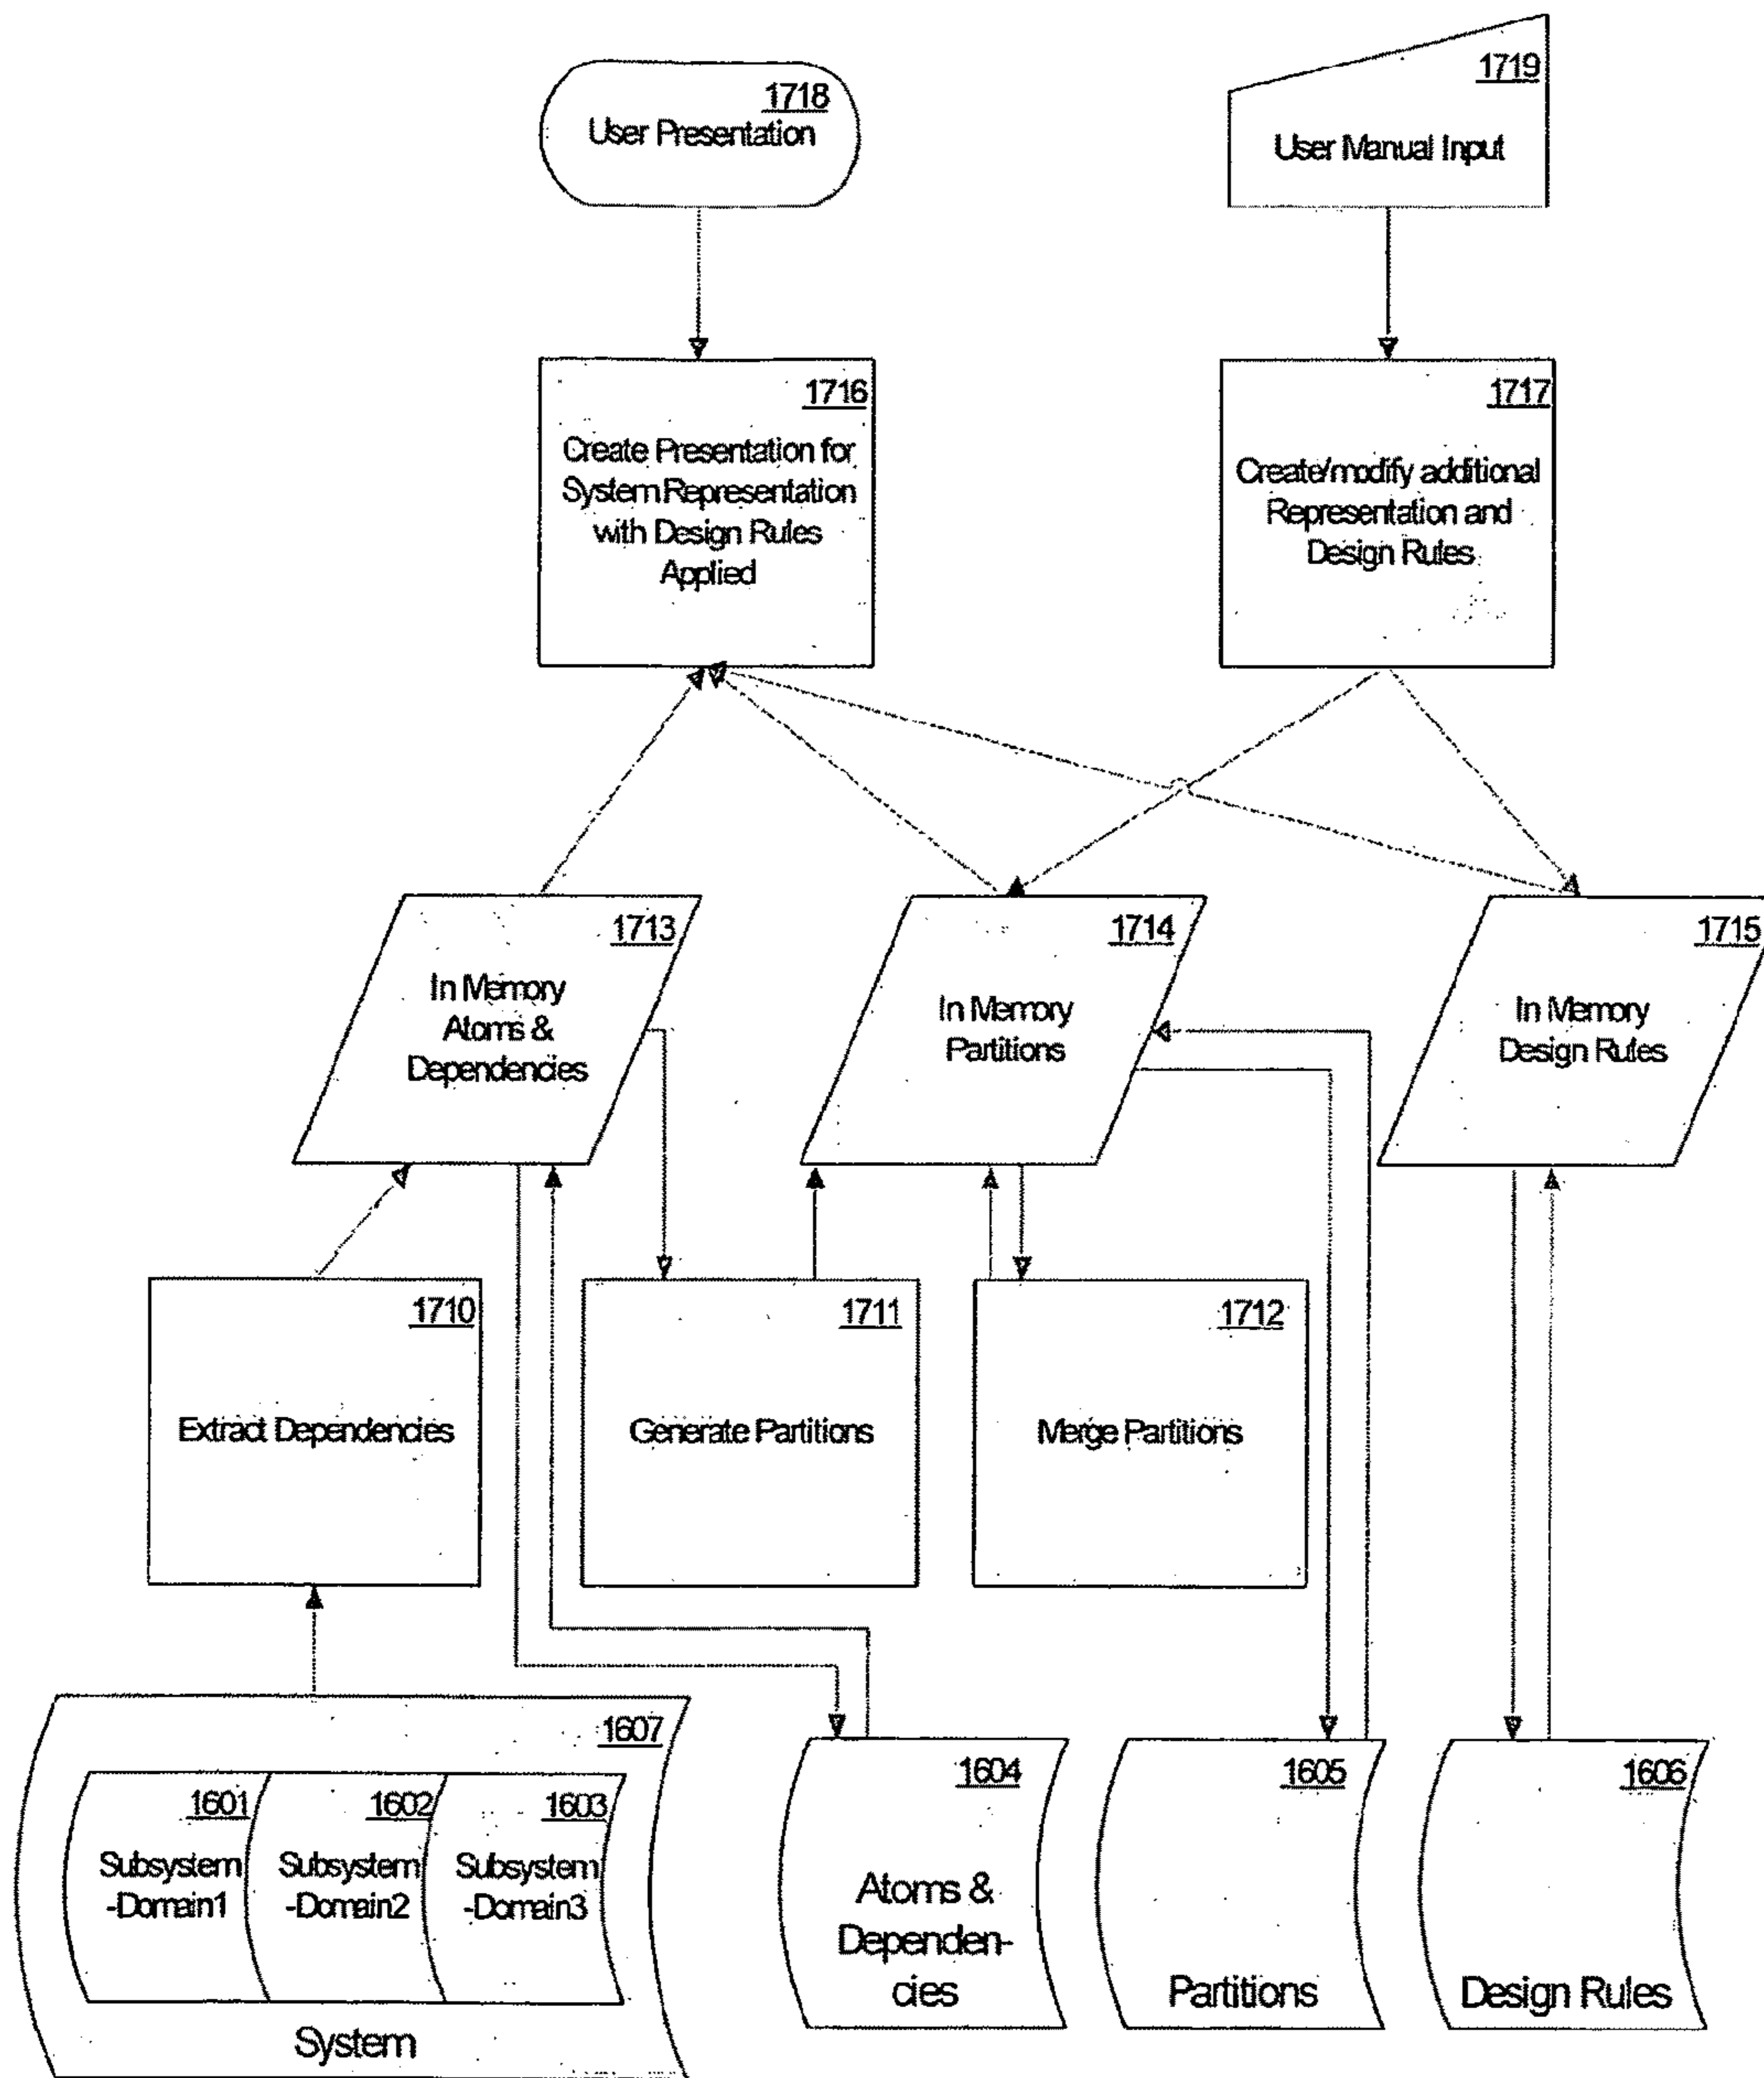 1718
User Presentation
1719
User Manual Input
1716
Create Presentation for
System Representation
with Design Rules
Applied
1717
Create/modify additional
Representation and
Design Rules
1713
In Memory
Atoms &
Dependencies
1714
In Memory
Partitions
1715
In Memory
Design Rules
1710
Extract Dependencies
1711
Generate Partitions
1712
Merge Partitions
1607
1601
Subsystem
-Domain1
1602
Subsystem
-Domain2
1603
Subsystem
-Domain3
System
1604
Atoms &
Dependen-
cies
1605
Partitions
1606
Design Rules